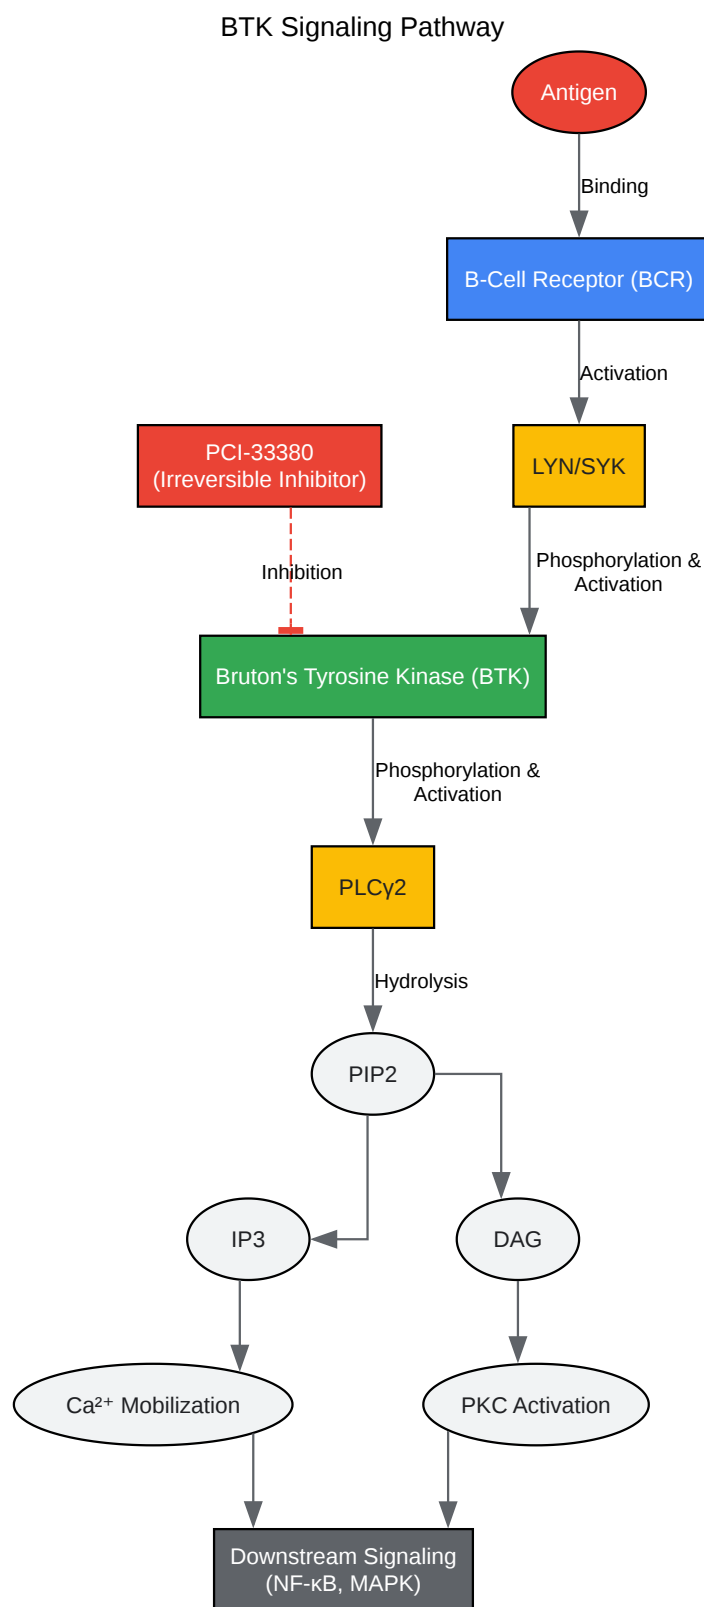 BTK Signaling Pathway
Antigen
Binding
B-Cell Receptor (BCR)
Activation
PCI-33380
(Irreversible Inhibitor)
LYN/SYK
Inhibition
Phosphorylation &
Activation
Bruton's Tyrosine Kinase (BTK)
Phosphorylation &
Activation
PLCγ2
Hydrolysis
PIP2
IP3
DAG
Ca²⁺ Mobilization
PKC Activation
Downstream Signaling
(NF-κB, MAPK)